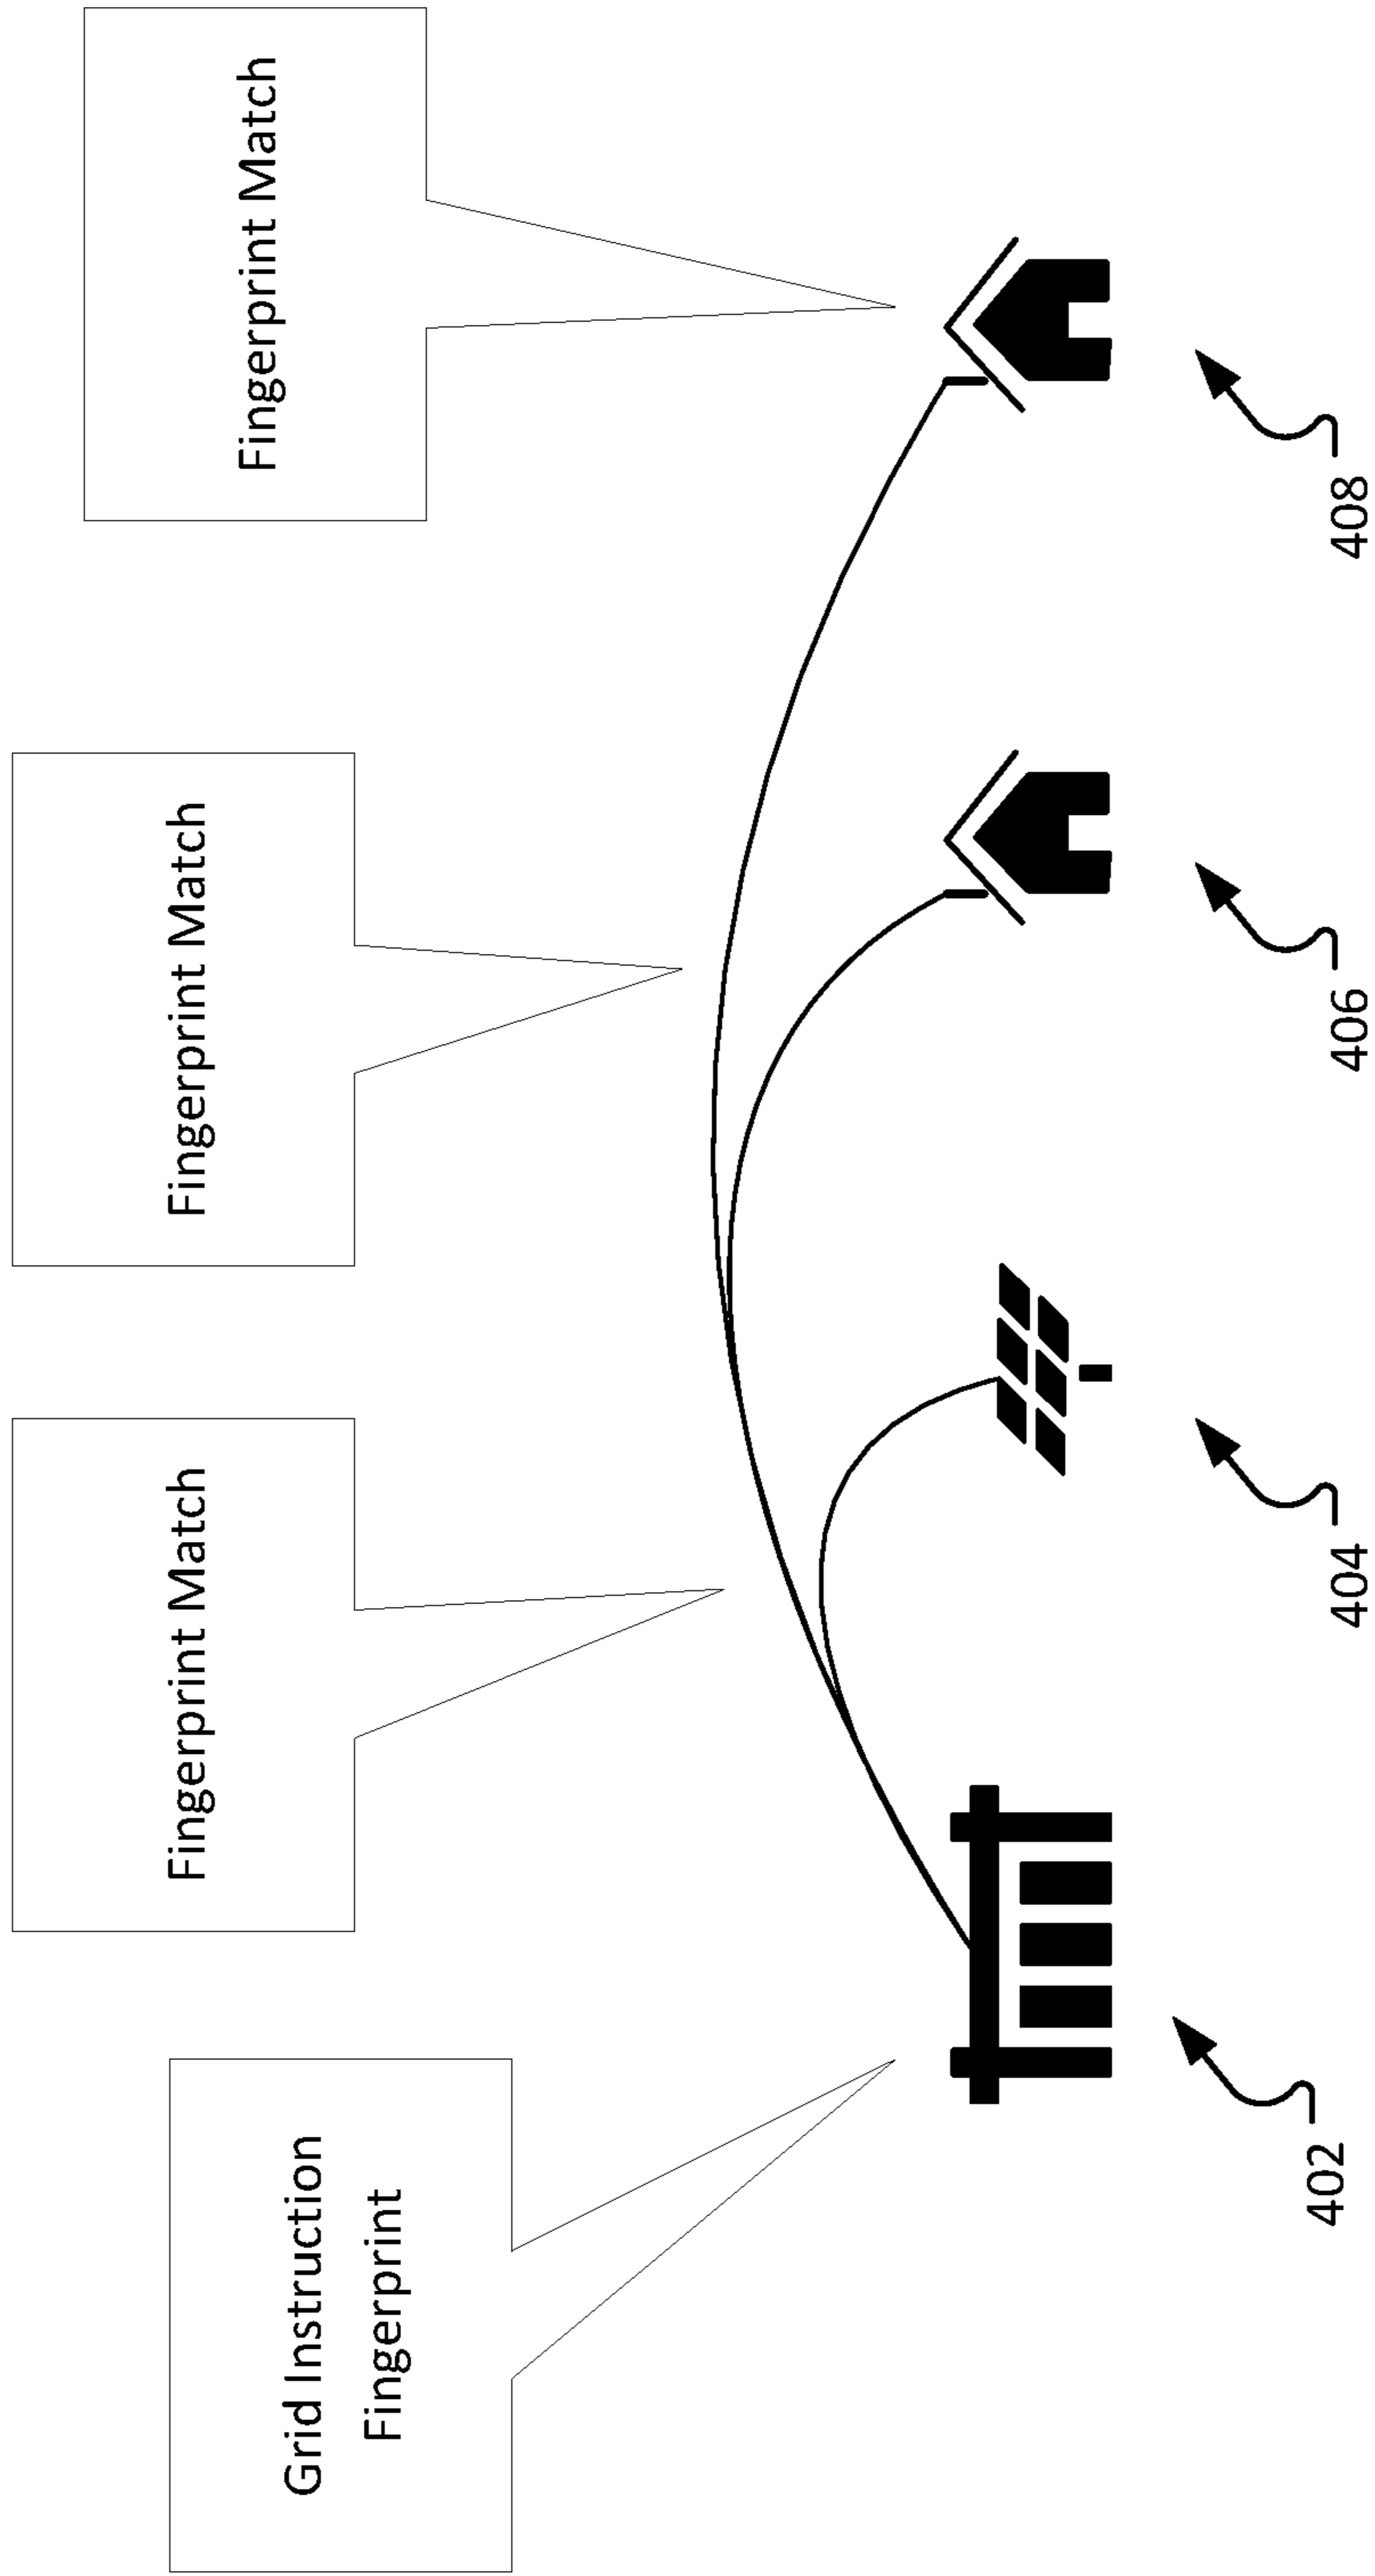 Grid Instruction
Fingerprint
Fingerprint Match
Fingerprint Match
Fingerprint Match
402
404
406
408